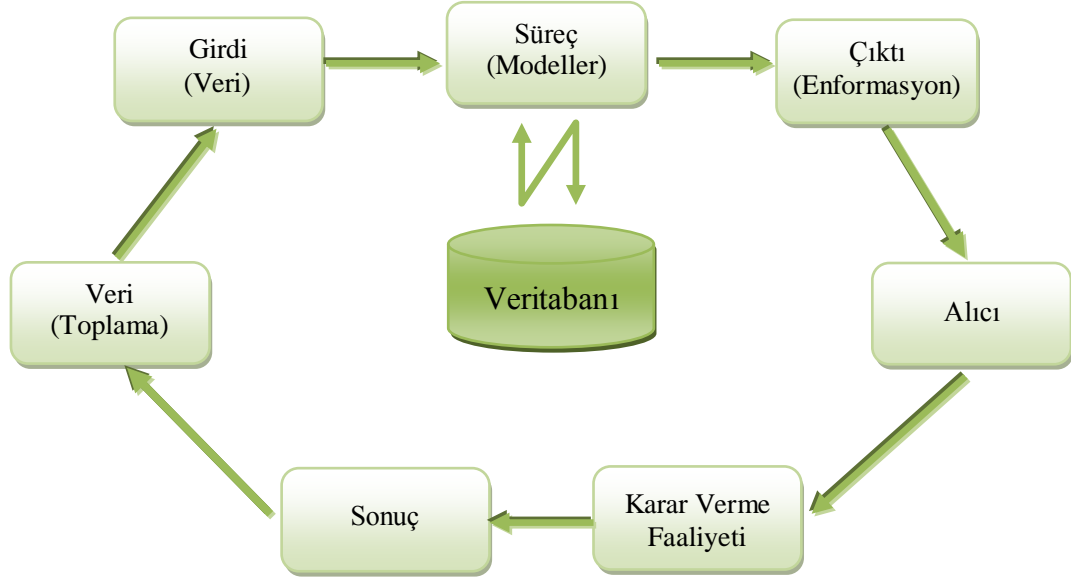 Girdi
(Veri)
Süreç
(Modeller)
Çıktı
(Enformasyon)
Veri
(Toplama)
Veritabanı
Alıcı
Sonuç
Karar Verme
Faaliyeti